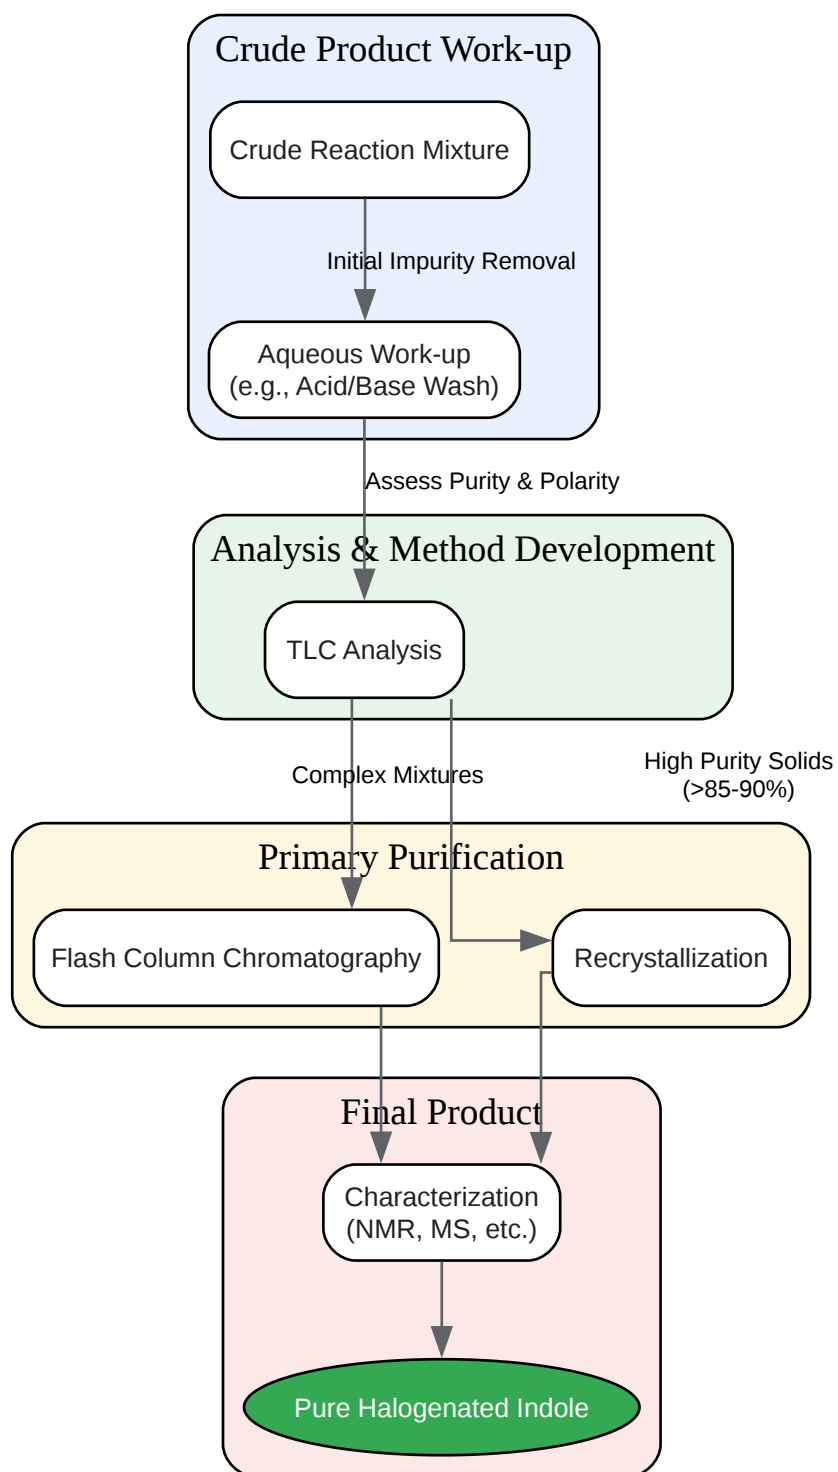 Crude Product Work-up
Crude Reaction Mixture
Initial Impurity Removal
Aqueous Work-up
(e.g., Acid/Base Wash)
Assess Purity & Polarity
Analysis & Method Development
TLC Analysis
Complex Mixtures
High Purity Solids
(>85-90%)
Primary Purification
Flash Column Chromatography
Recrystallization
Final Product
Characterization
(NMR, MS, etc.)
Pure Halogenated Indole